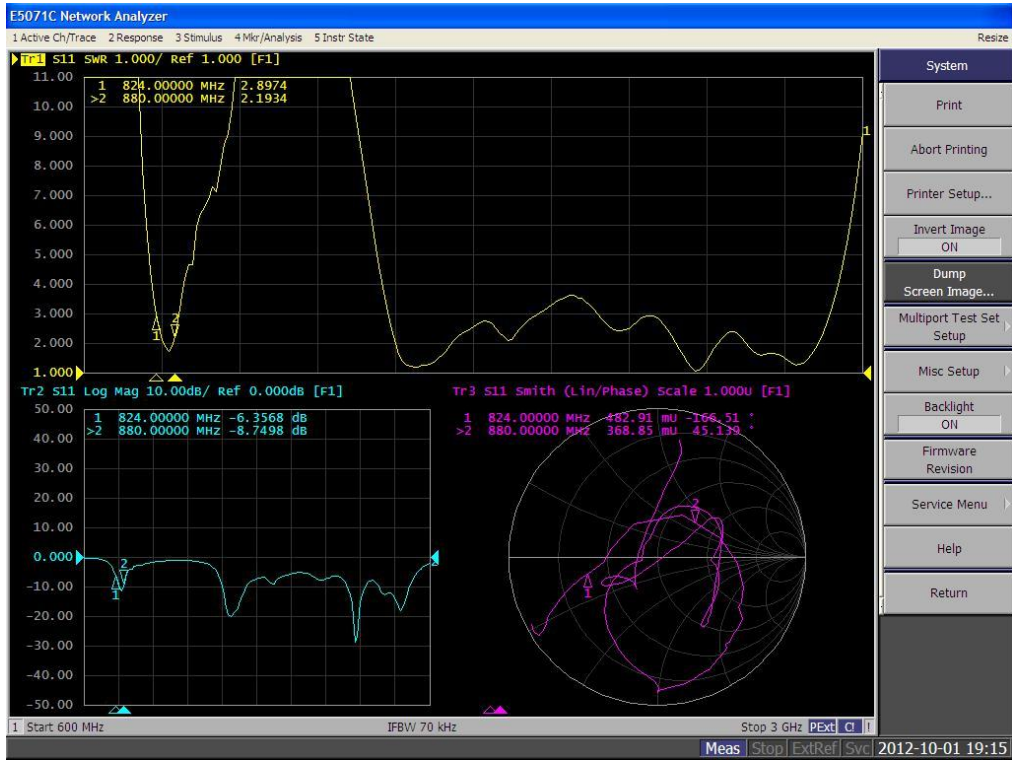 E5071C Network Analyzer
1 Active Ch/Trace 2 Response 3 Stimulus 4 Mkr/Analysis 5 Instr State
Resize
Tr1 S11 SWR 1.000/ Ref 1.000 [F1]
11.00
10.00
9.000
8.000
7.000
6.000
5.000
4.000
3.000
2.000
1.000
1 824.00000 MHz 2.8974
>2 880.00000 MHz 2.1934
1
2
1
Tr2 S11 Log Mag 10.00dB/ Ref 0.000dB [F1]
50.00
40.00
30.00
20.00
10.00
0.000
-10.00
-20.00
-30.00
-40.00
-50.00
1 824.00000 MHz -6.3568 dB
>2 880.00000 MHz -8.7498 dB
2
1
2
Tr3 S11 Smith (Lin/Phase) Scale 1.000U [F1]
1 824.00000 MHz 482.91 mU -166.51 °
>2 880.00000 MHz 368.85 mU 45.139 °
2
1
1 Start 600 MHz
IFBW 70 kHz
Stop 3 GHz PExt C! !
System
Print
Abort Printing
Printer Setup...
Invert Image
ON
Dump
Screen Image...
Multiport Test Set
Setup
Misc Setup
Backlight
ON
Firmware
Revision
Service Menu
Help
Return
Meas Stop ExtRef Svc 2012-10-01 19:15